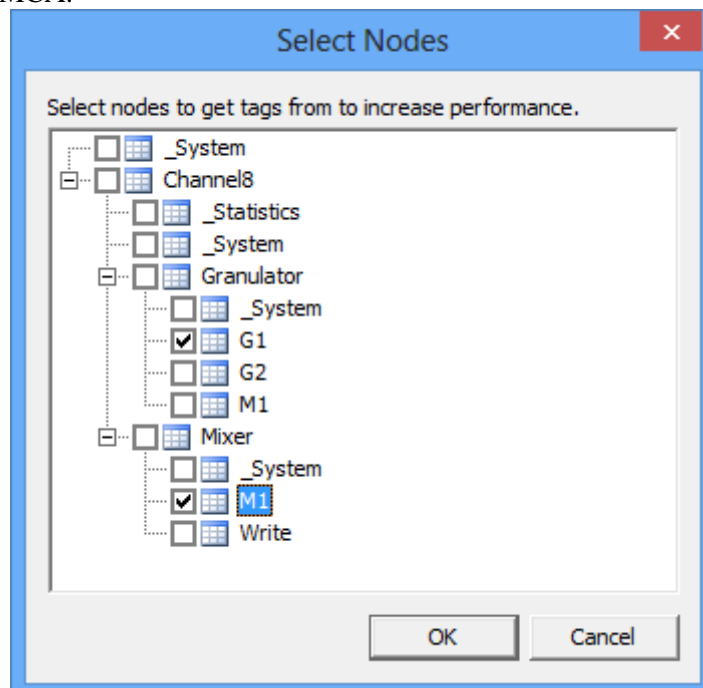 MCA.
Select Nodes
Select nodes to get tags from to increase performance.
_System
Channel8
_Statistics
_System
Granulator
_System
G1
G2
M1
Mixer
_System
M1
Write
OK Cancel